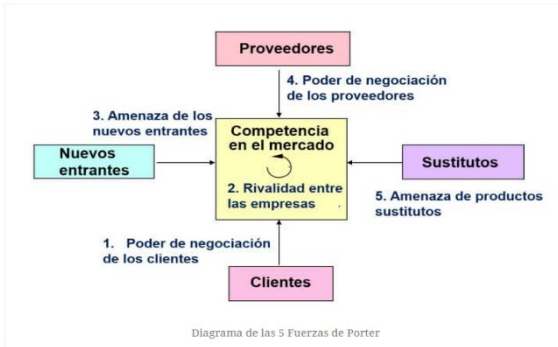 Proveedores
4. Poder de negociación
de los proveedores
3. Amenaza de los
nuevos entrantes
Competencia
en el mercado
Nuevos
entrantes
Sustitutos
2. Rivalidad entre
las empresas
5. Amenaza de productos
sustitutos
1. Poder de negociación
de los clientes
Clientes
Diagrama de las 5 Fuerzas de Porter